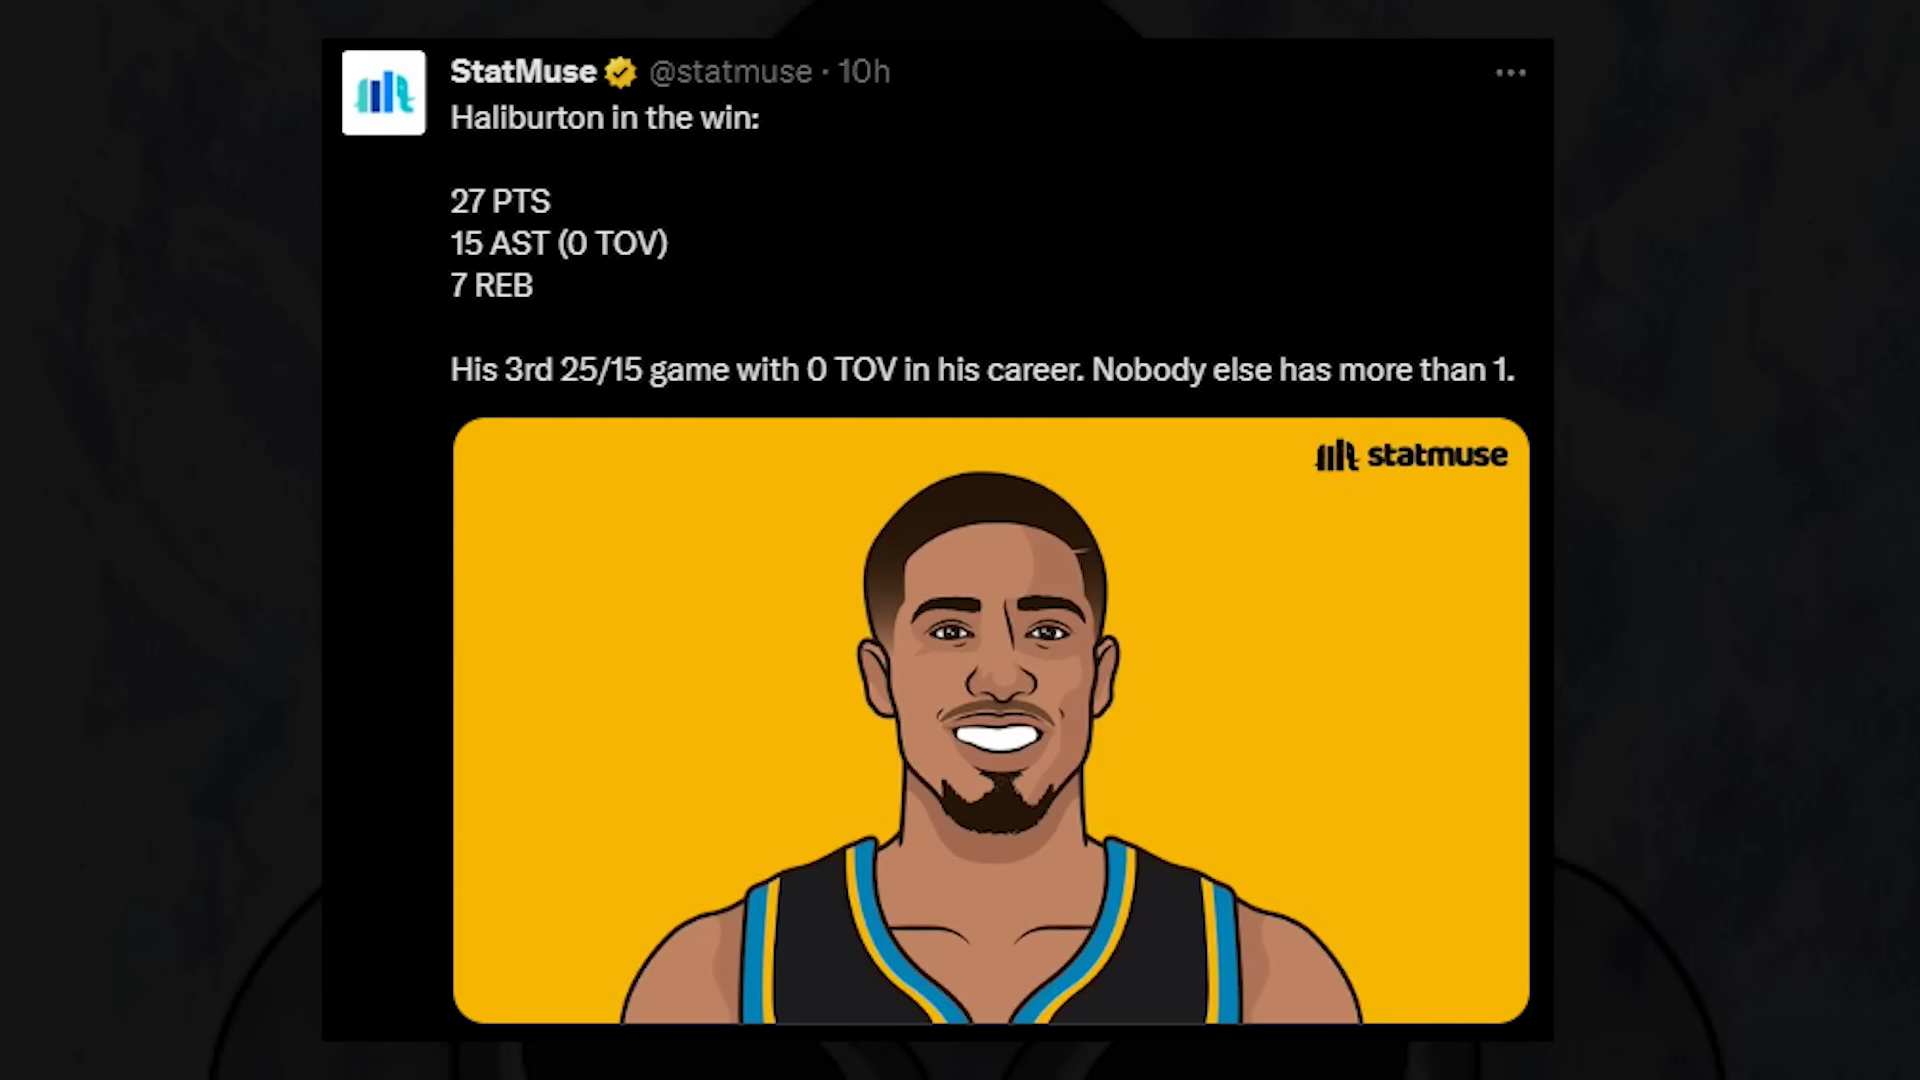 StatMuse @statmuse · 10h
Haliburton in the win:
27 PTS
15 AST (0 TOV)
7 REB
His 3rd 25/15 game with 0 TOV in his career. Nobody else has more than 1.
statmuse